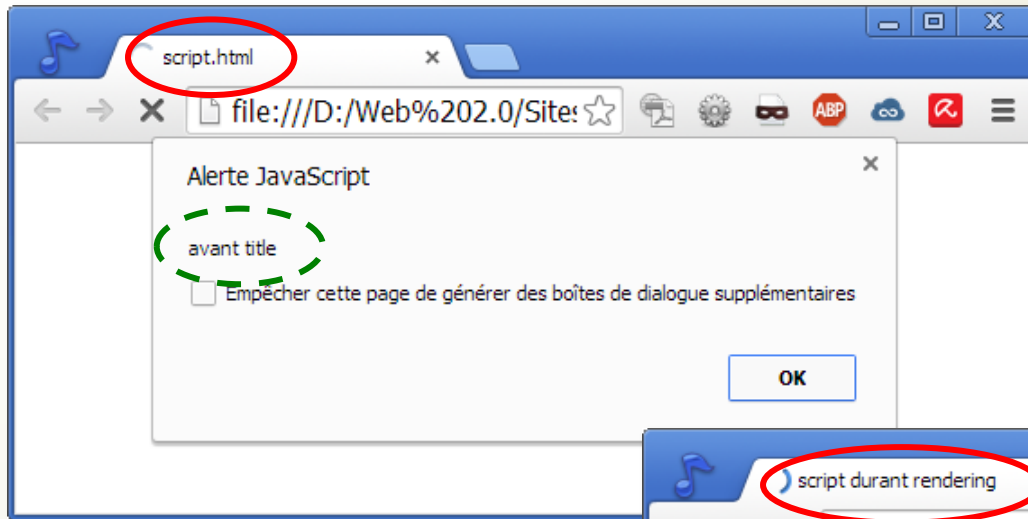 script.html
file:///D:/Web%202.0/Sites
ABP
Alerte JavaScript
avant title
Empêcher cette page de générer des boîtes de dialogue supplémentaires
OK
script durant rendering